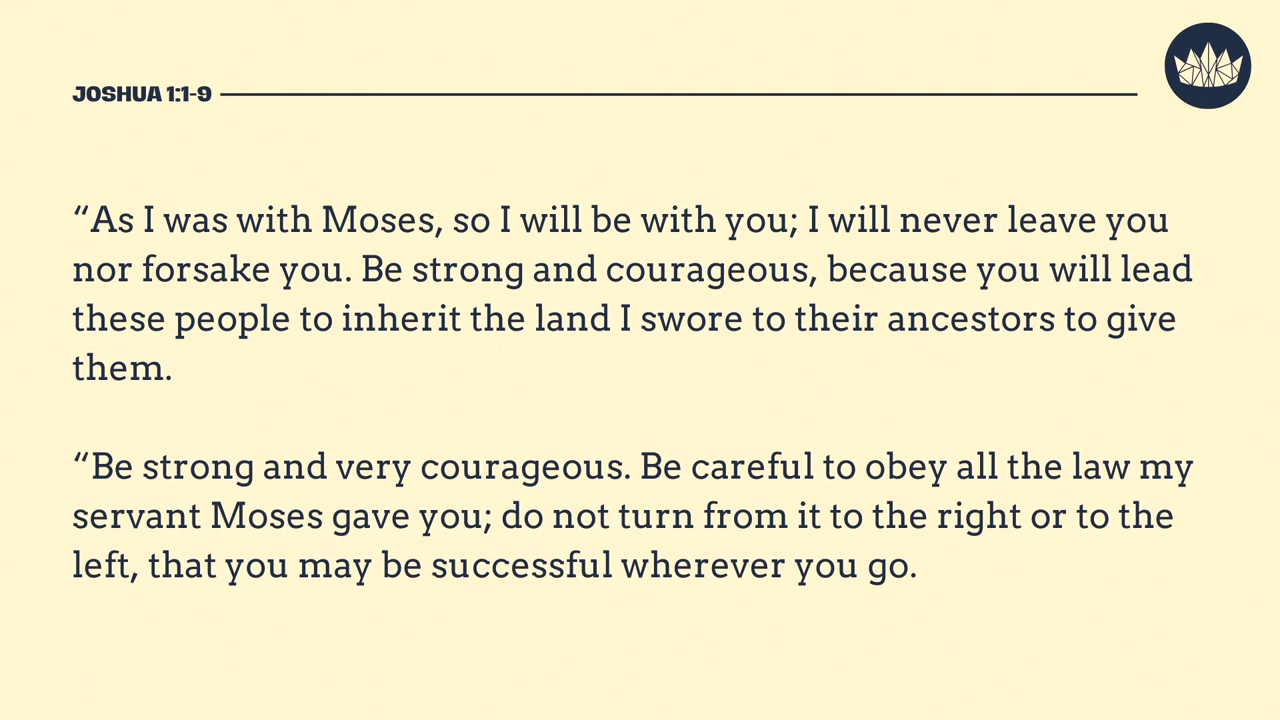 JOSHUA 1:1-9
“As I was with Moses, so I will be with you; I will never leave you
nor forsake you. Be strong and courageous, because you will lead
these people to inherit the land I swore to their ancestors to give
them.
“Be strong and very courageous. Be careful to obey all the law my
servant Moses gave you; do not turn from it to the right or to the
left, that you may be successful wherever you go.